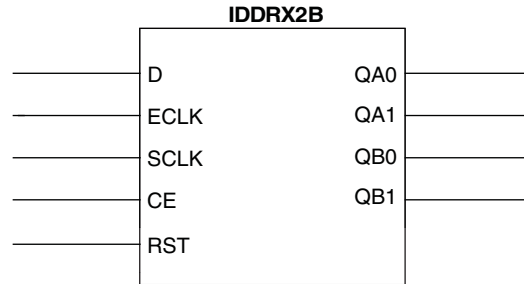 IDDRX2B
D QA0
ECLK QA1
SCLK QB0
CE QB1
RST